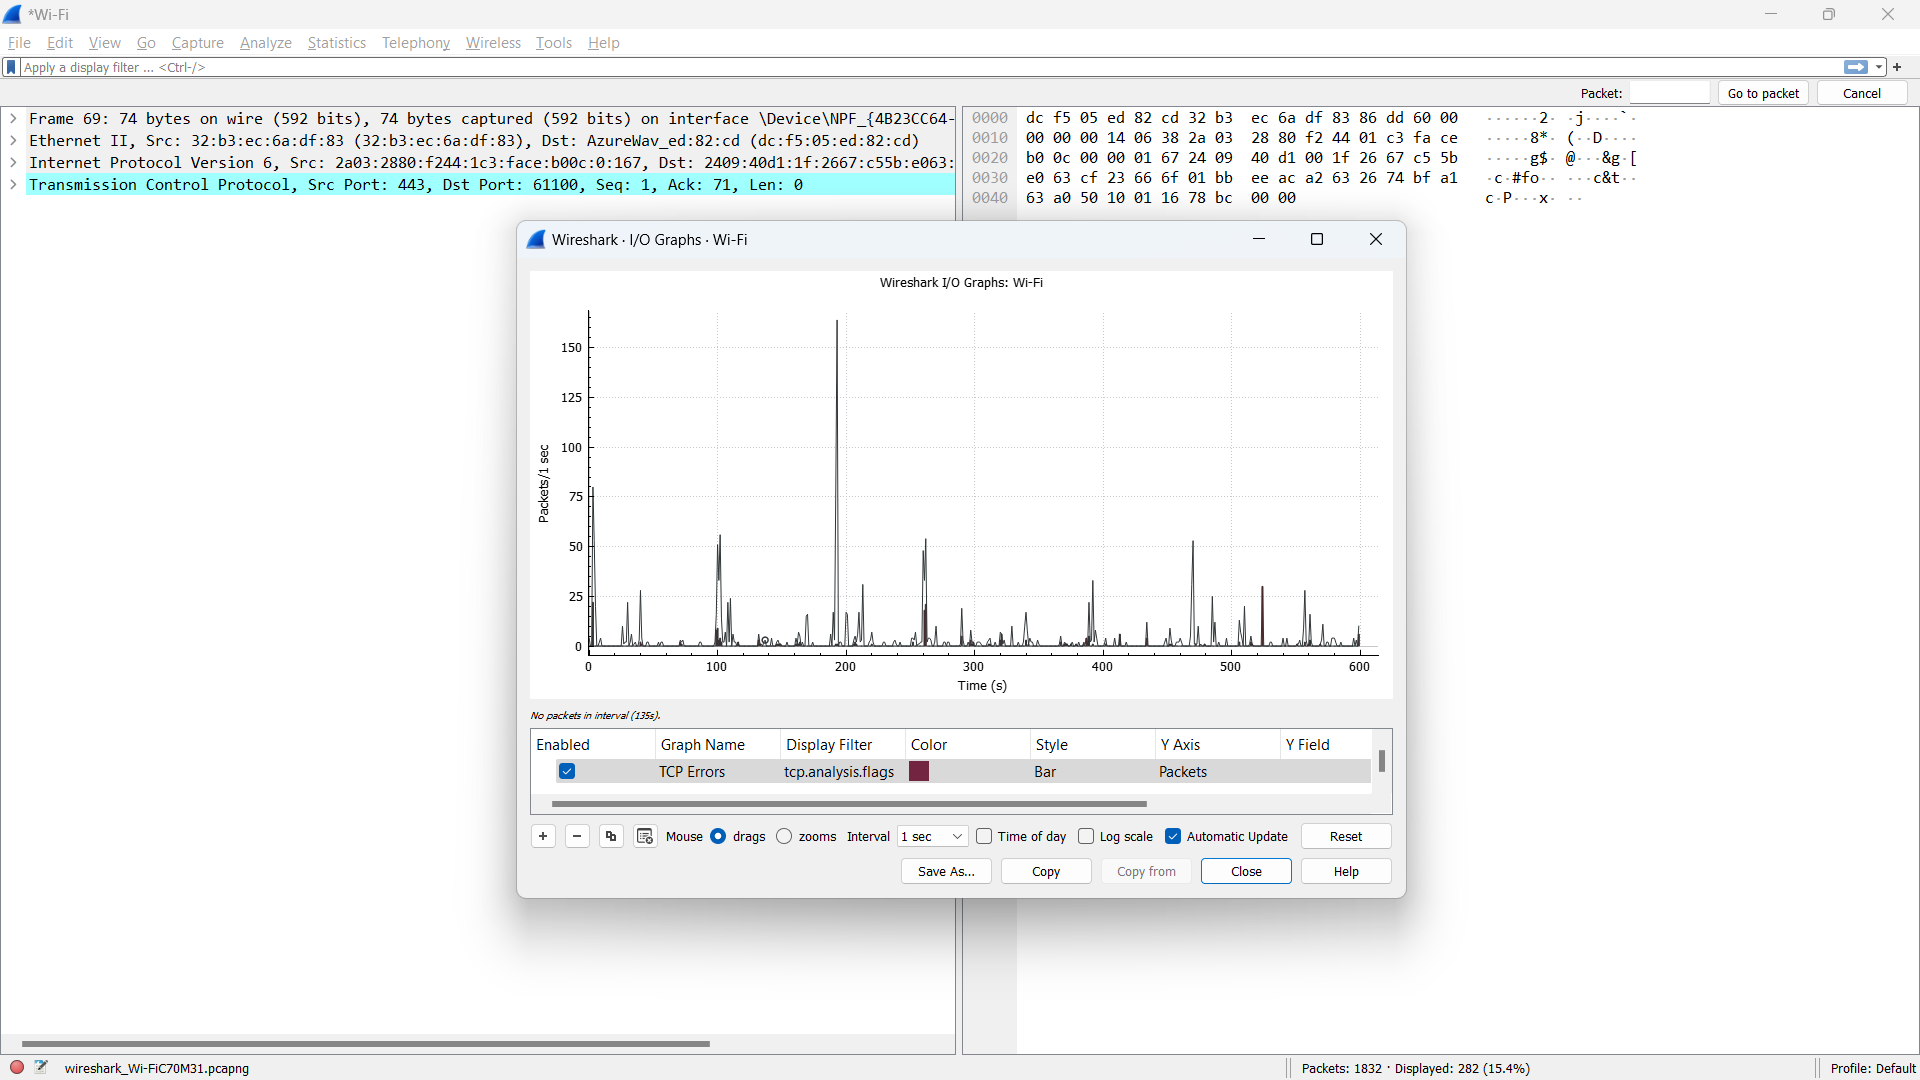 *Wi-Fi
File Edit View Go Capture Analyze Statistics Telephony Wireless Tools Help
Apply a display filter ... <Ctrl-/>
Packet: Go to packet Cancel
Frame 69: 74 bytes on wire (592 bits), 74 bytes captured (592 bits) on interface \Device\NPF_{4B23CC64-
Ethernet II, Src: 32:b3:ec:6a:df:83 (32:b3:ec:6a:df:83), Dst: AzureWav_ed:82:cd (dc:f5:05:ed:82:cd)
Internet Protocol Version 6, Src: 2a03:2880:f244:1c3:face:b00c:0:167, Dst: 2409:40d1:1f:2667:c55b:e063:
Transmission Control Protocol, Src Port: 443, Dst Port: 61100, Seq: 1, Ack: 71, Len: 0
0000 dc f5 05 ed 82 cd 32 b3 ec 6a df 83 86 dd 60 00 ······2· ·j····`·
0010 00 00 00 14 06 38 2a 03 28 80 f2 44 01 c3 fa ce ·····8*· (··D····
0020 b0 0c 00 00 01 67 24 09 40 d1 00 1f 26 67 c5 5b ·····g$· @···&g·[
0030 e0 63 cf 23 66 6f 01 bb ee ac a2 63 26 74 bf a1 ·c·#fo·· ···c&t··
0040 63 a0 50 10 01 16 78 bc 00 00 c·P···x· ··
Wireshark · I/O Graphs · Wi-Fi
Wireshark I/O Graphs: Wi-Fi
Packets/1 sec
150
125
100
75
50
25
0
0 100 200 300 400 500 600
Time (s)
No packets in interval (135s).
Enabled Graph Name Display Filter Color Style Y Axis Y Field
TCP Errors tcp.analysis.flags Bar Packets
Mouse drags zooms Interval 1 sec Time of day Log scale Automatic Update Reset
Save As... Copy Copy from Close Help
wireshark_Wi-FiC70M31.pcapng
Packets: 1832 · Displayed: 282 (15.4%)
Profile: Default